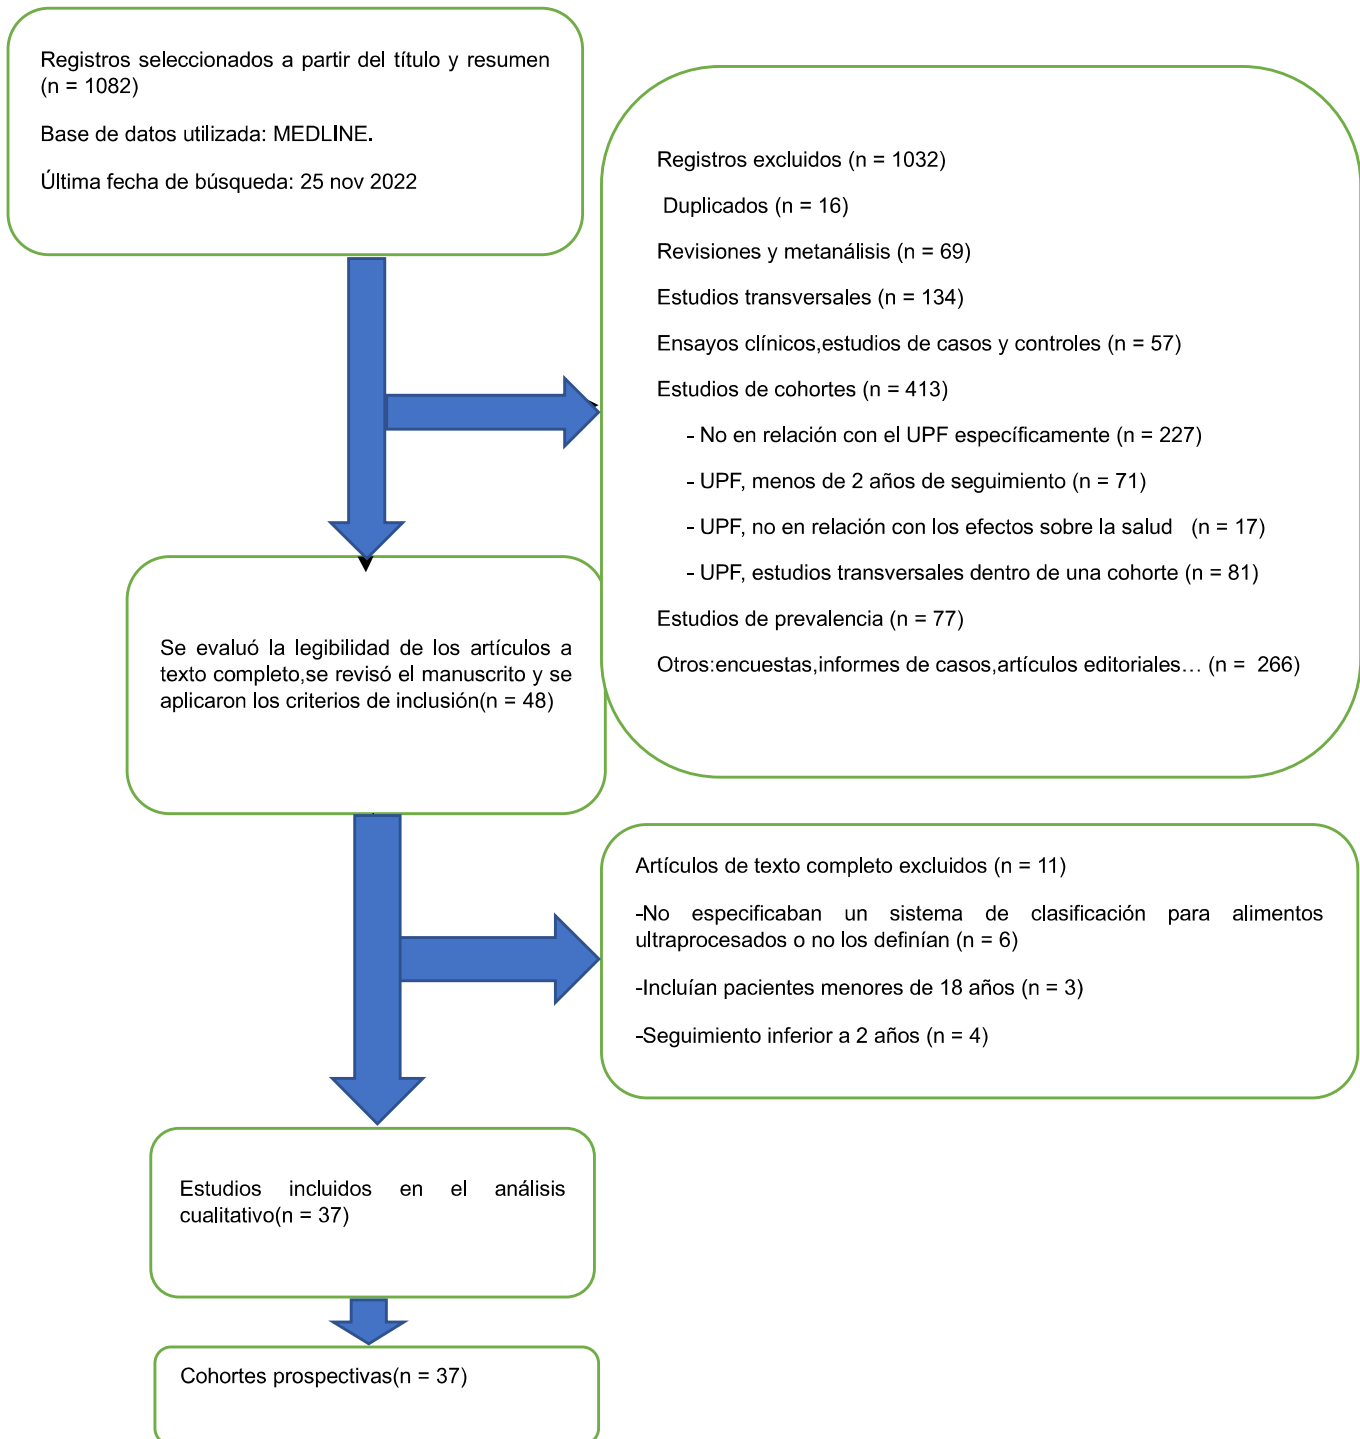 Registros seleccionados a partir del título y resumen
(n = 1082)
Base de datos utilizada: MEDLINE.
Última fecha de búsqueda: 25 nov 2022
Registros excluidos (n = 1032)
Duplicados (n = 16)
Revisiones y metanálisis (n = 69)
Estudios transversales (n = 134)
Ensayos clínicos,estudios de casos y controles (n = 57)
Estudios de cohortes (n = 413)
- No en relación con el UPF específicamente (n = 227)
- UPF, menos de 2 años de seguimiento (n = 71)
- UPF, no en relación con los efectos sobre la salud (n = 17)
- UPF, estudios transversales dentro de una cohorte (n = 81)
Estudios de prevalencia (n = 77)
Otros:encuestas,informes de casos,artículos editoriales… (n = 266)
Se evaluó la legibilidad de los artículos a
texto completo,se revisó el manuscrito y se
aplicaron los criterios de inclusión(n = 48)
Artículos de texto completo excluidos (n = 11)
-No especificaban un sistema de clasificación para alimentos
ultraprocesados o no los definían (n = 6)
-Incluían pacientes menores de 18 años (n = 3)
-Seguimiento inferior a 2 años (n = 4)
Estudios incluidos en el análisis
cualitativo(n = 37)
Cohortes prospectivas(n = 37)